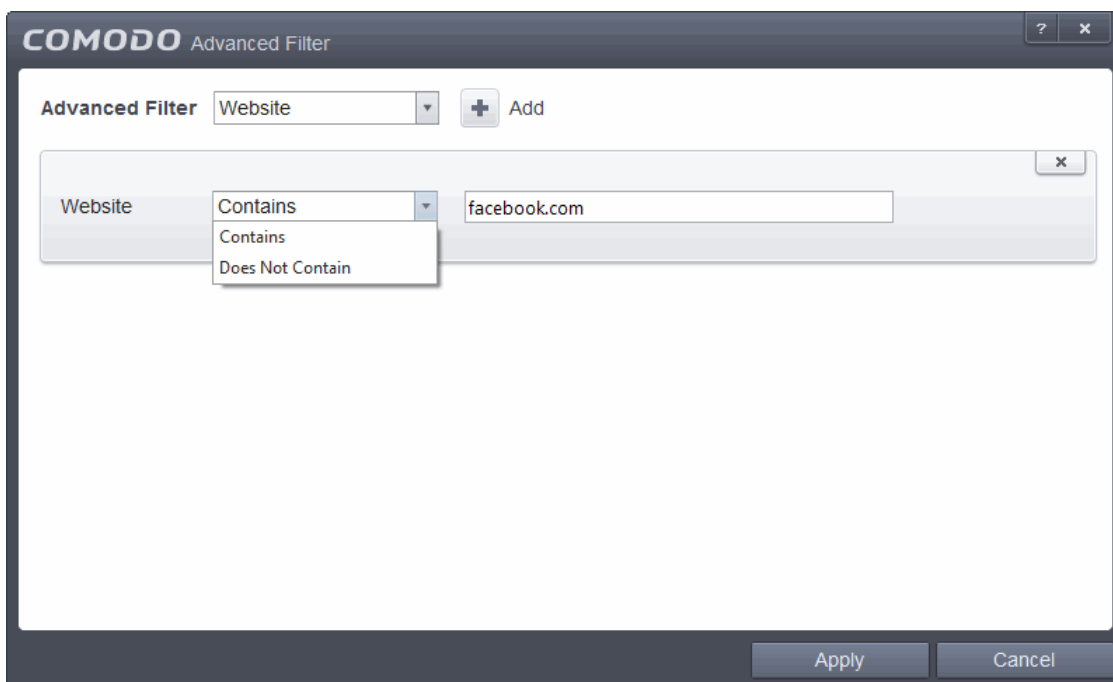 COMODO Advanced Filter ? x
Advanced Filter Website + Add
x
Website Contains facebook.com
Contains
Does Not Contain
Apply Cancel